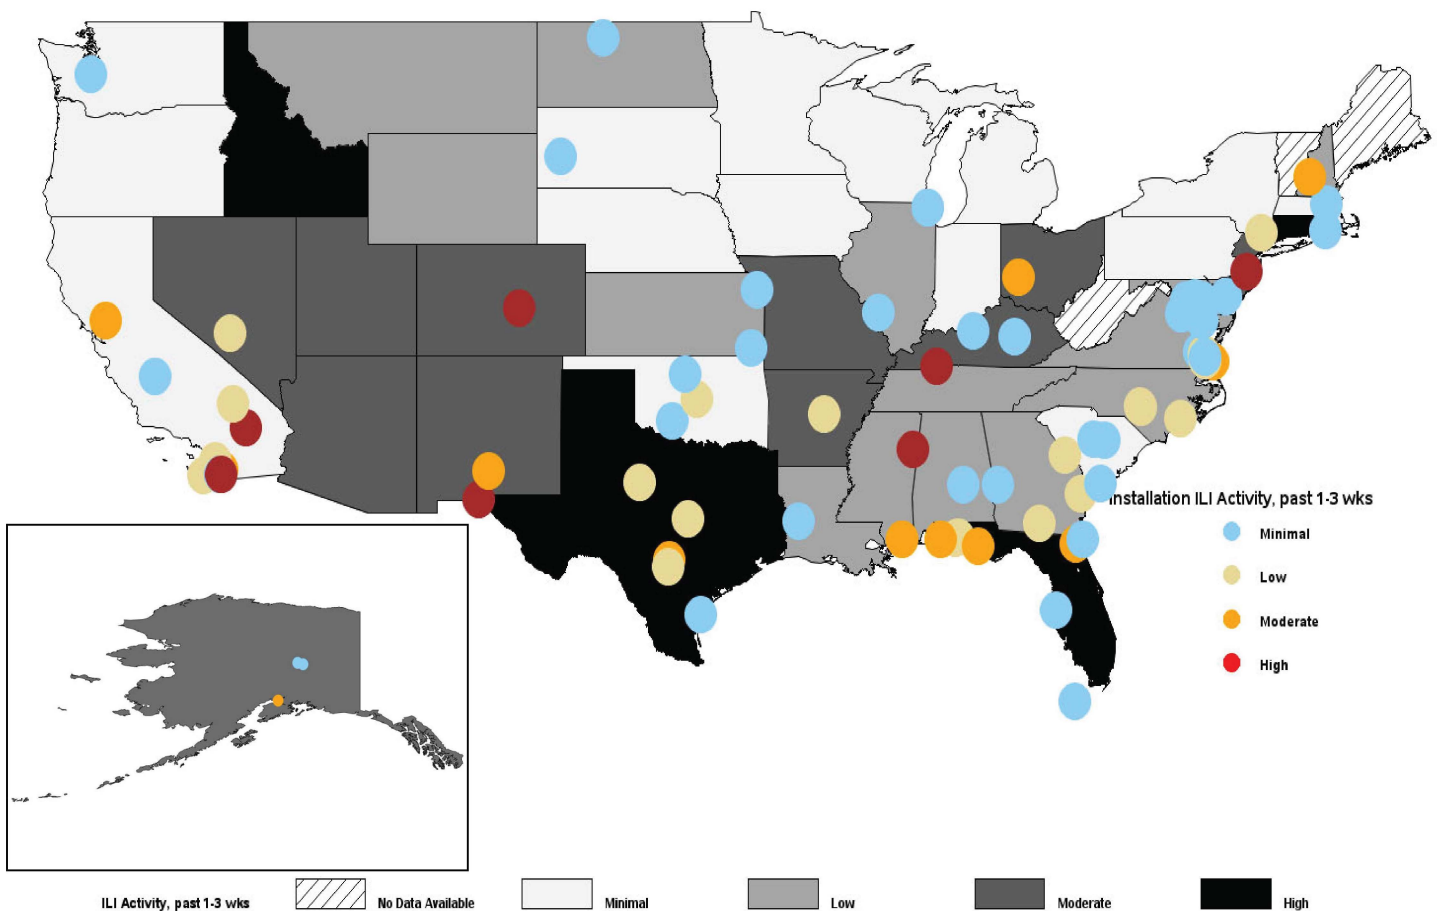 Installation ILI Activity, past 1-3 wks
Minimal
Low
Moderate
High
ILI Activity, past 1-3 wks
No Data Available
Minimal
Low
Moderate
High